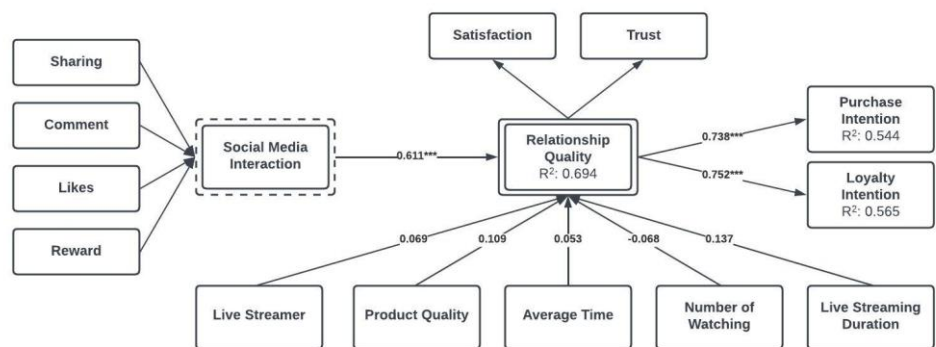 Satisfaction
Trust
Sharing
Comment
Likes
Reward
Social Media
Interaction
0.611***
Relationship
Quality
R²: 0.694
0.738***
0.752***
Purchase
Intention
R²: 0.544
Loyalty
Intention
R²: 0.565
0.069
0.109
0.053
-0.068
0.137
Live Streamer
Product Quality
Average Time
Number of
Watching
Live Streaming
Duration